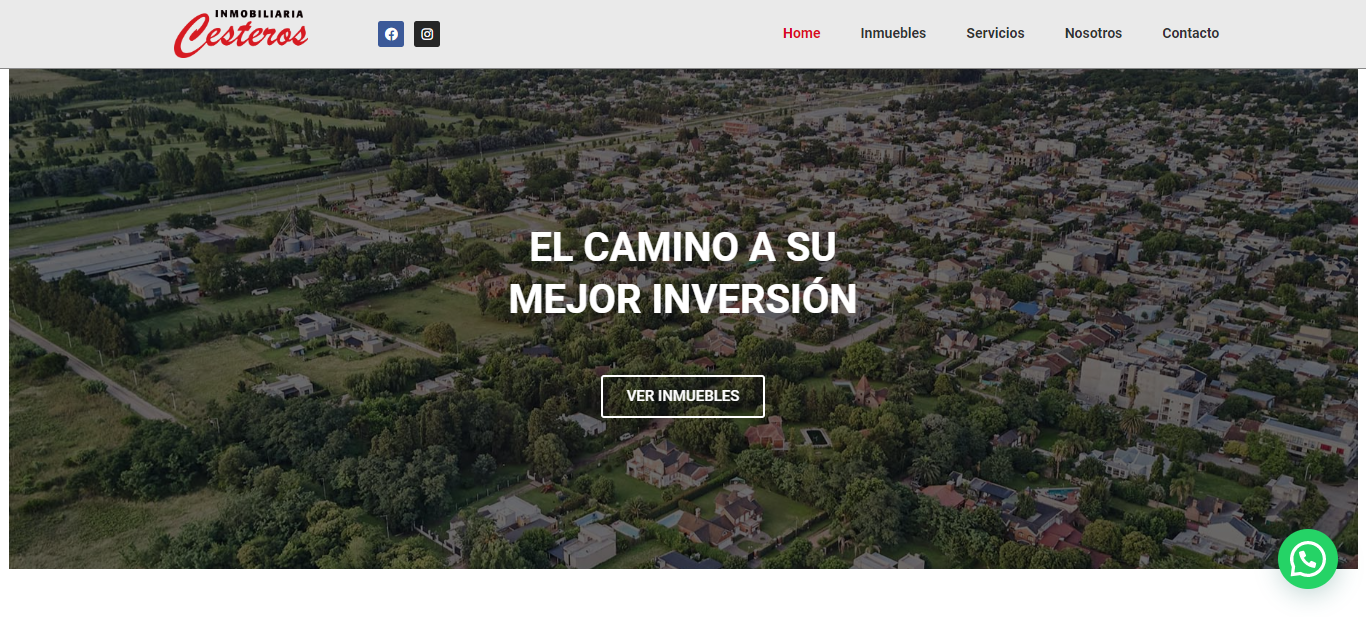 INMOBILIARIA
Cesteros
Home
Inmuebles
Servicios
Nosotros
Contacto
EL CAMINO A SU
MEJOR INVERSIÓN
VER INMUEBLES